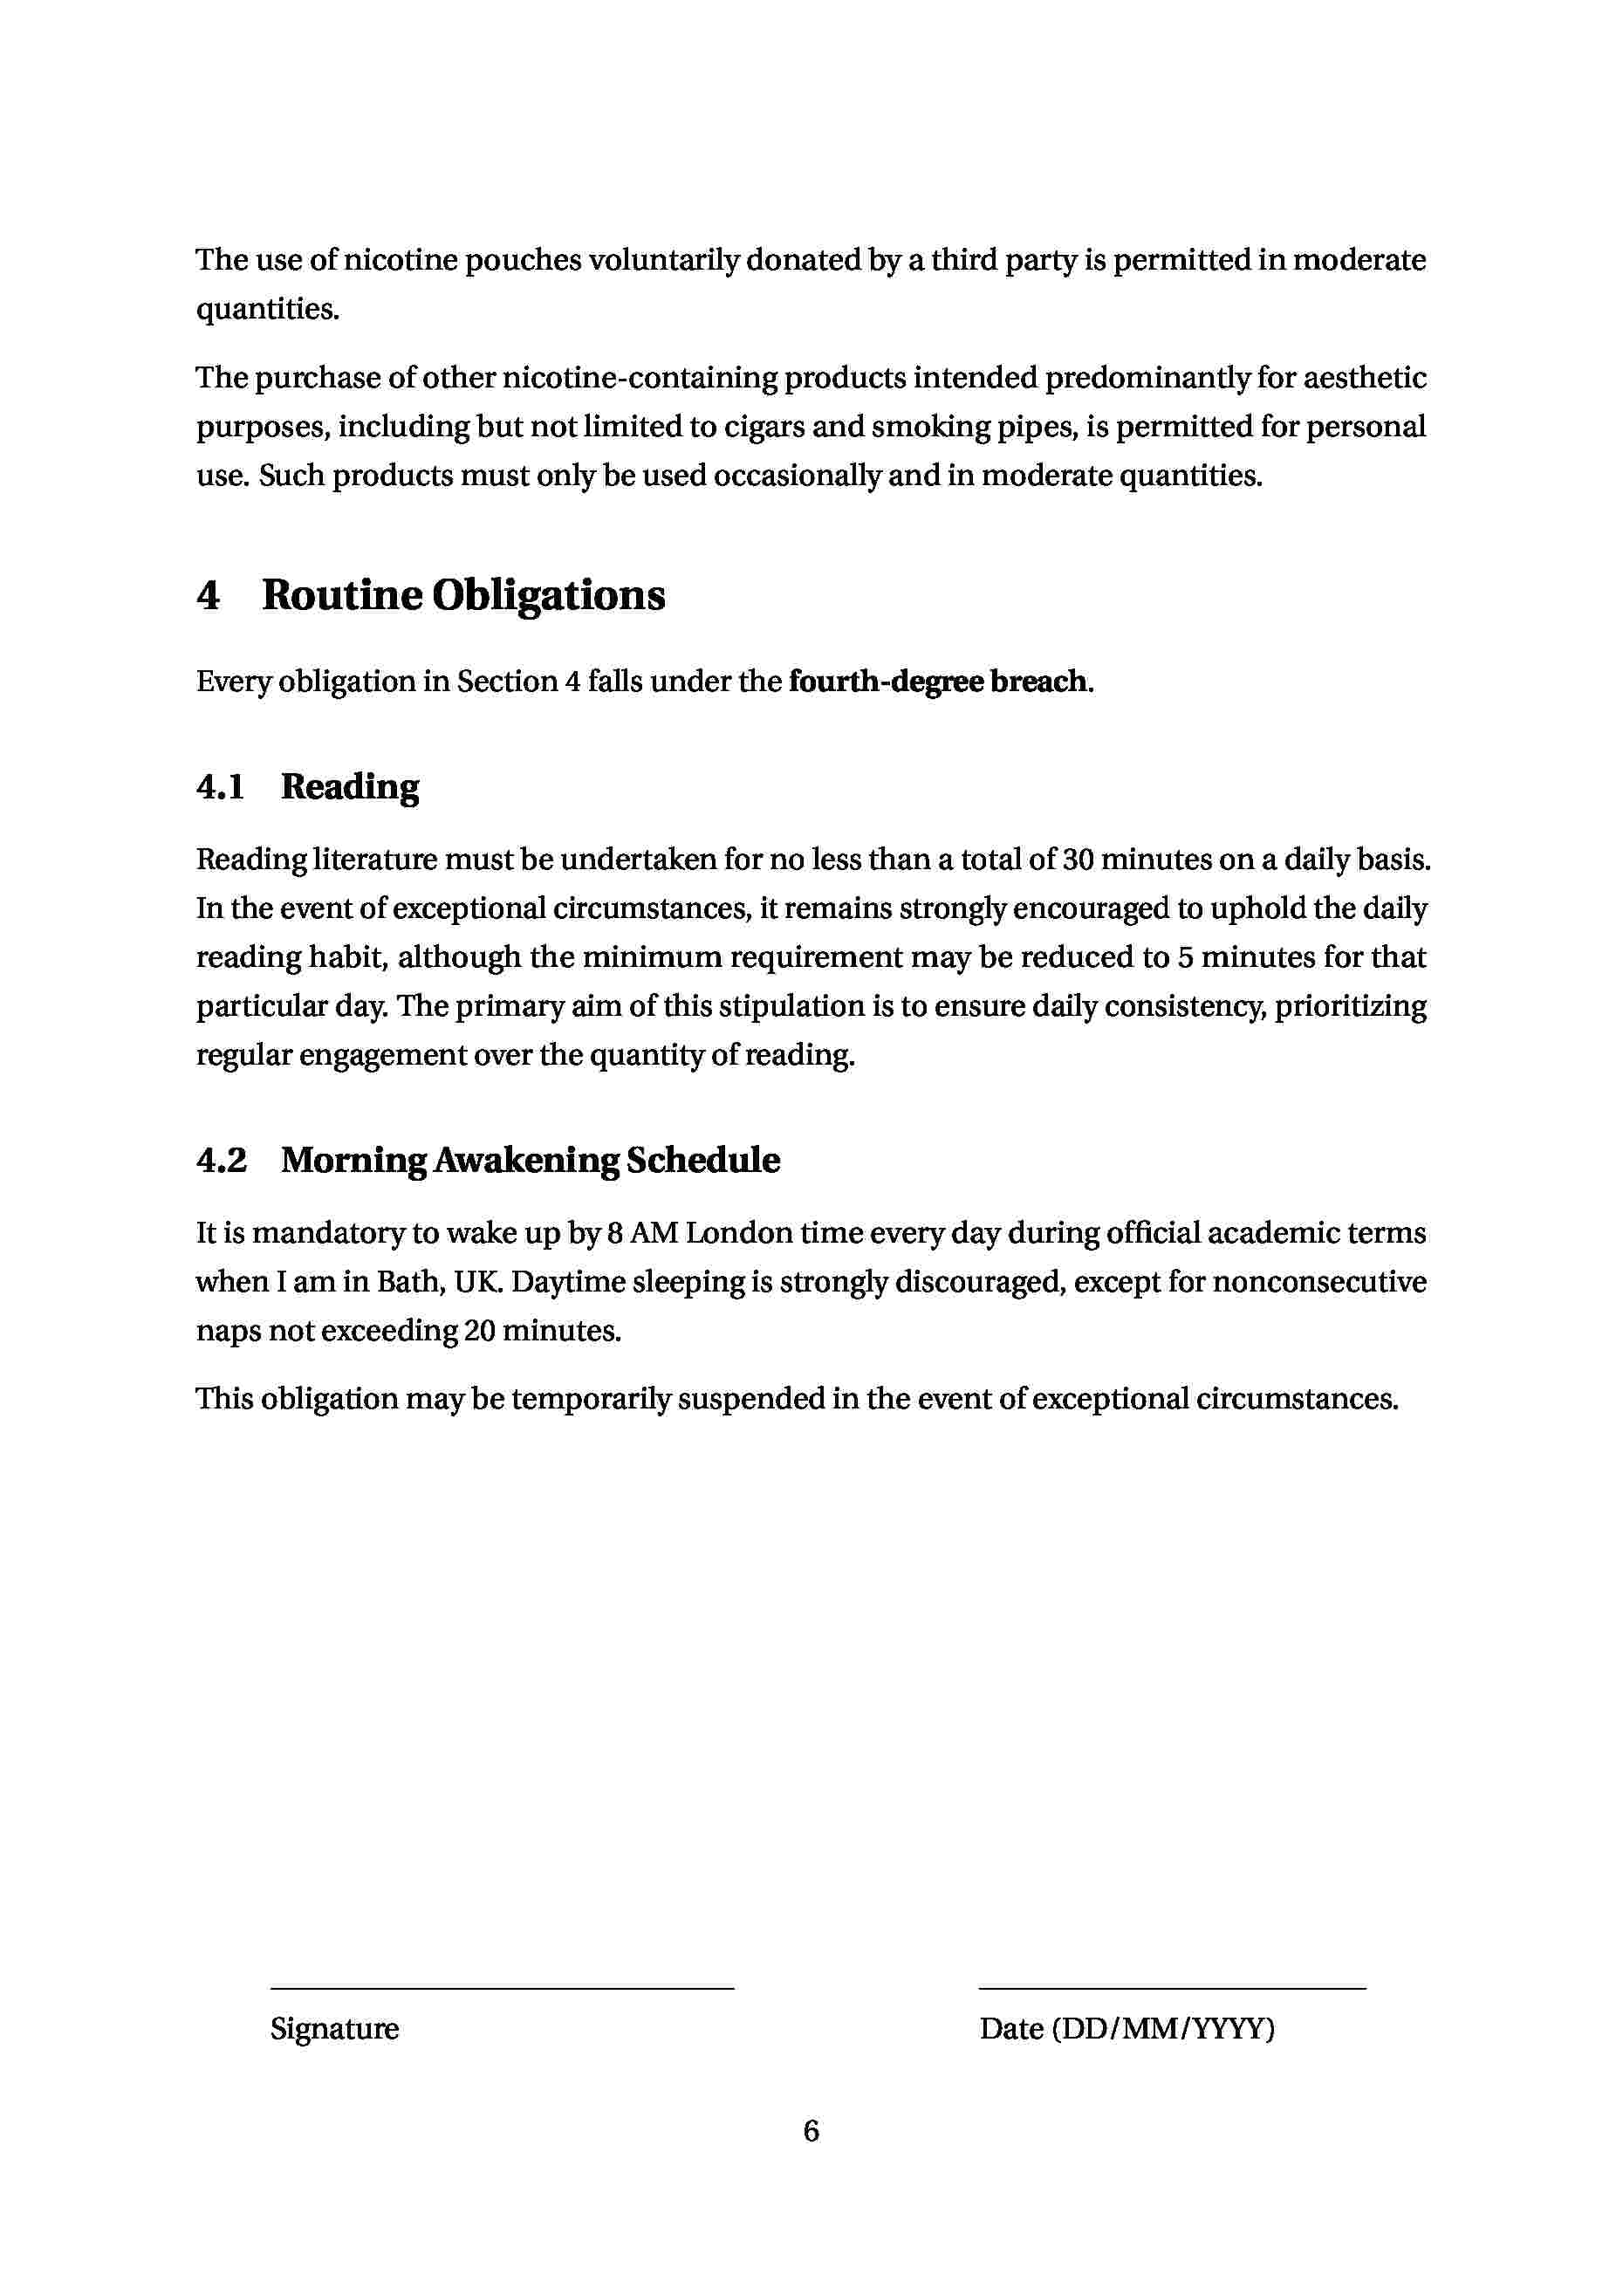 The use of nicotine pouches voluntarily donated by a third party is permitted in moderate
quantities.
The purchase of other nicotine-containing products intended predominantly for aesthetic
purposes, including but not limited to cigars and smoking pipes, is permitted for personal
use. Such products must only be used occasionally and in moderate quantities.
4 Routine Obligations
Every obligation in Section 4 falls under the fourth-degree breach.
4.1 Reading
Reading literature must be undertaken for no less than a total of 30 minutes on a daily basis.
In the event of exceptional circumstances, it remains strongly encouraged to uphold the daily
reading habit, although the minimum requirement may be reduced to 5 minutes for that
particular day. The primary aim of this stipulation is to ensure daily consistency, prioritizing
regular engagement over the quantity of reading.
4.2 Morning Awakening Schedule
It is mandatory to wake up by 8 AM London time every day during official academic terms
when I am in Bath, UK. Daytime sleeping is strongly discouraged, except for nonconsecutive
naps not exceeding 20 minutes.
This obligation may be temporarily suspended in the event of exceptional circumstances.
Signature Date (DD/MM/YYYY)
6